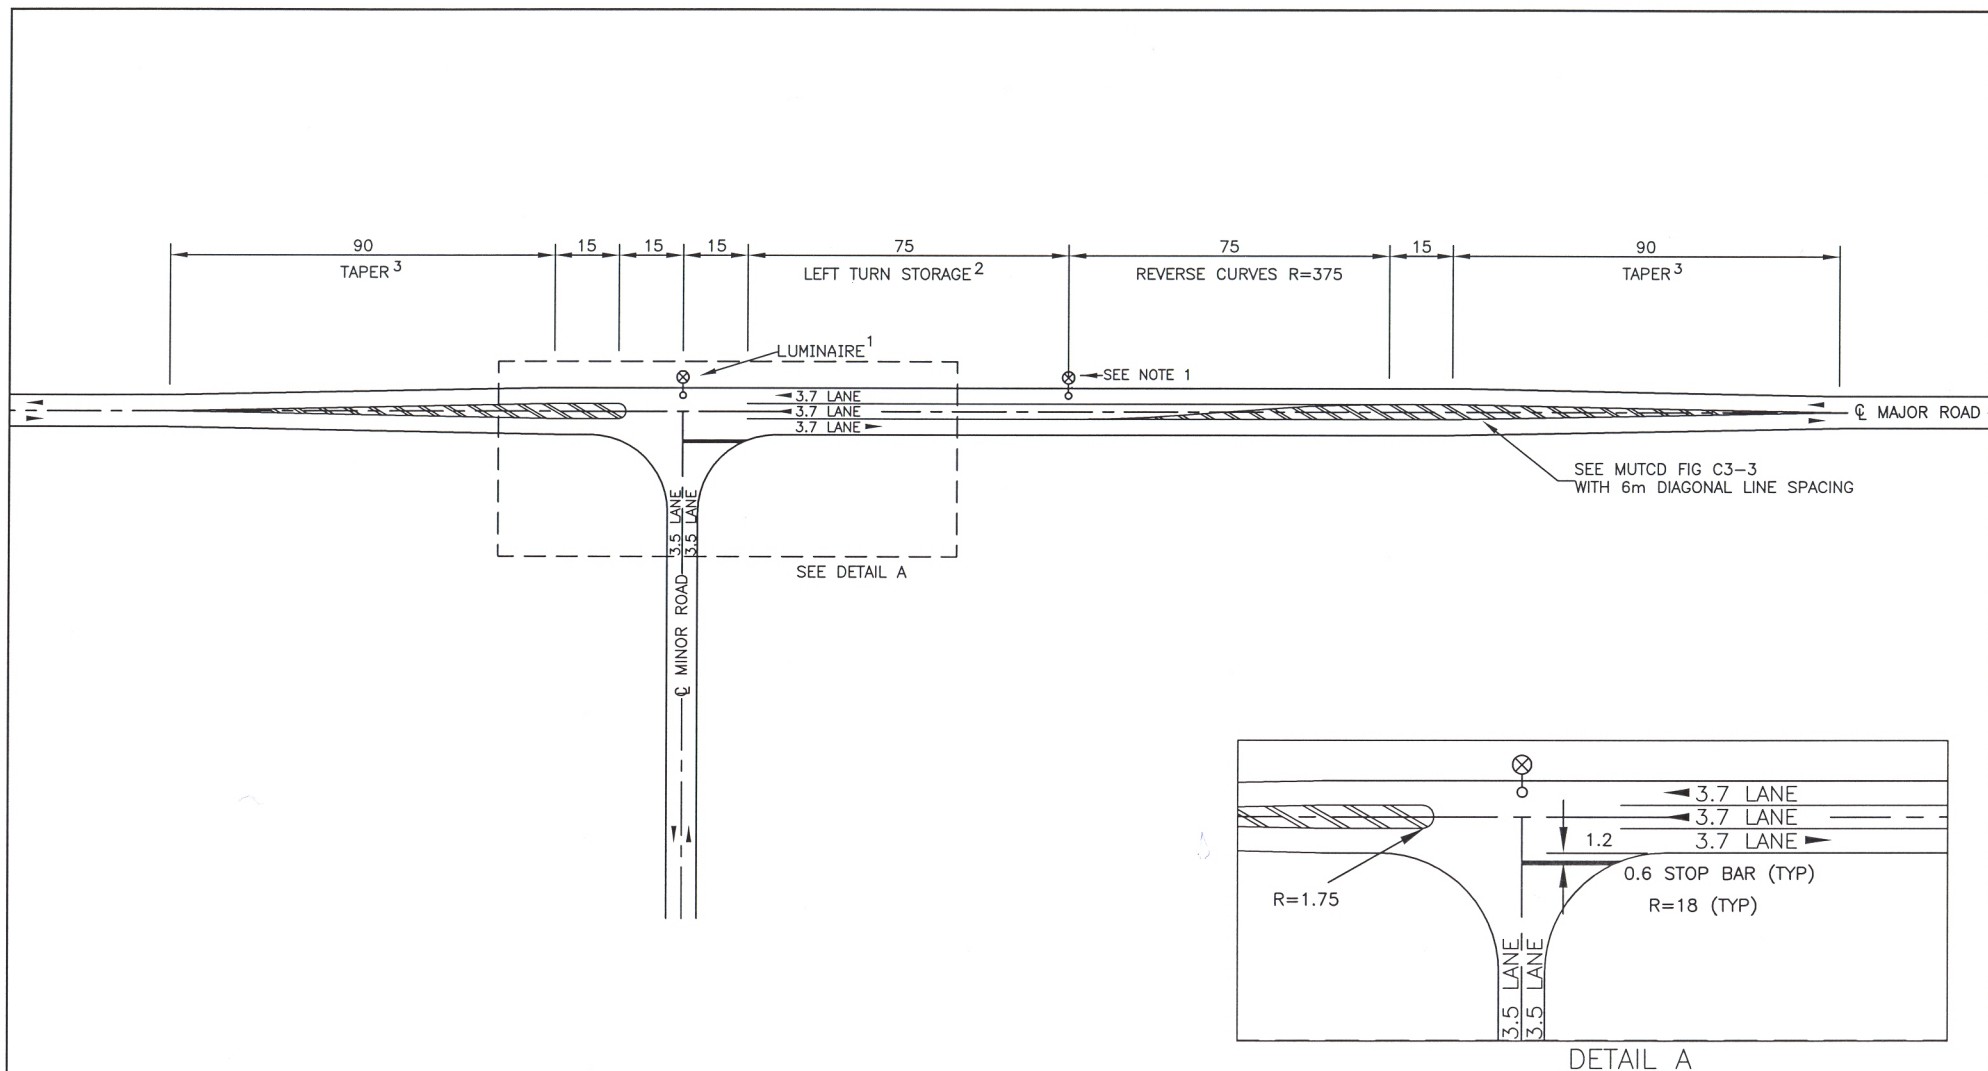 90 15 15 15 75 75 15 90
TAPER 3 LEFT TURN STORAGE 2 REVERSE CURVES R=375 TAPER 3
LUMINAIRE 1
SEE NOTE 1
3.7 LANE
3.7 LANE
3.7 LANE
℄ MAJOR ROAD
SEE MUTCD FIG C3-3
WITH 6m DIAGONAL LINE SPACING
3.5 LANE
3.5 LANE
SEE DETAIL A
℄ MINOR ROAD
3.7 LANE
3.7 LANE
3.7 LANE
1.2
0.6 STOP BAR (TYP)
R=1.75
R=18 (TYP)
3.5 LANE
3.5 LANE
DETAIL A